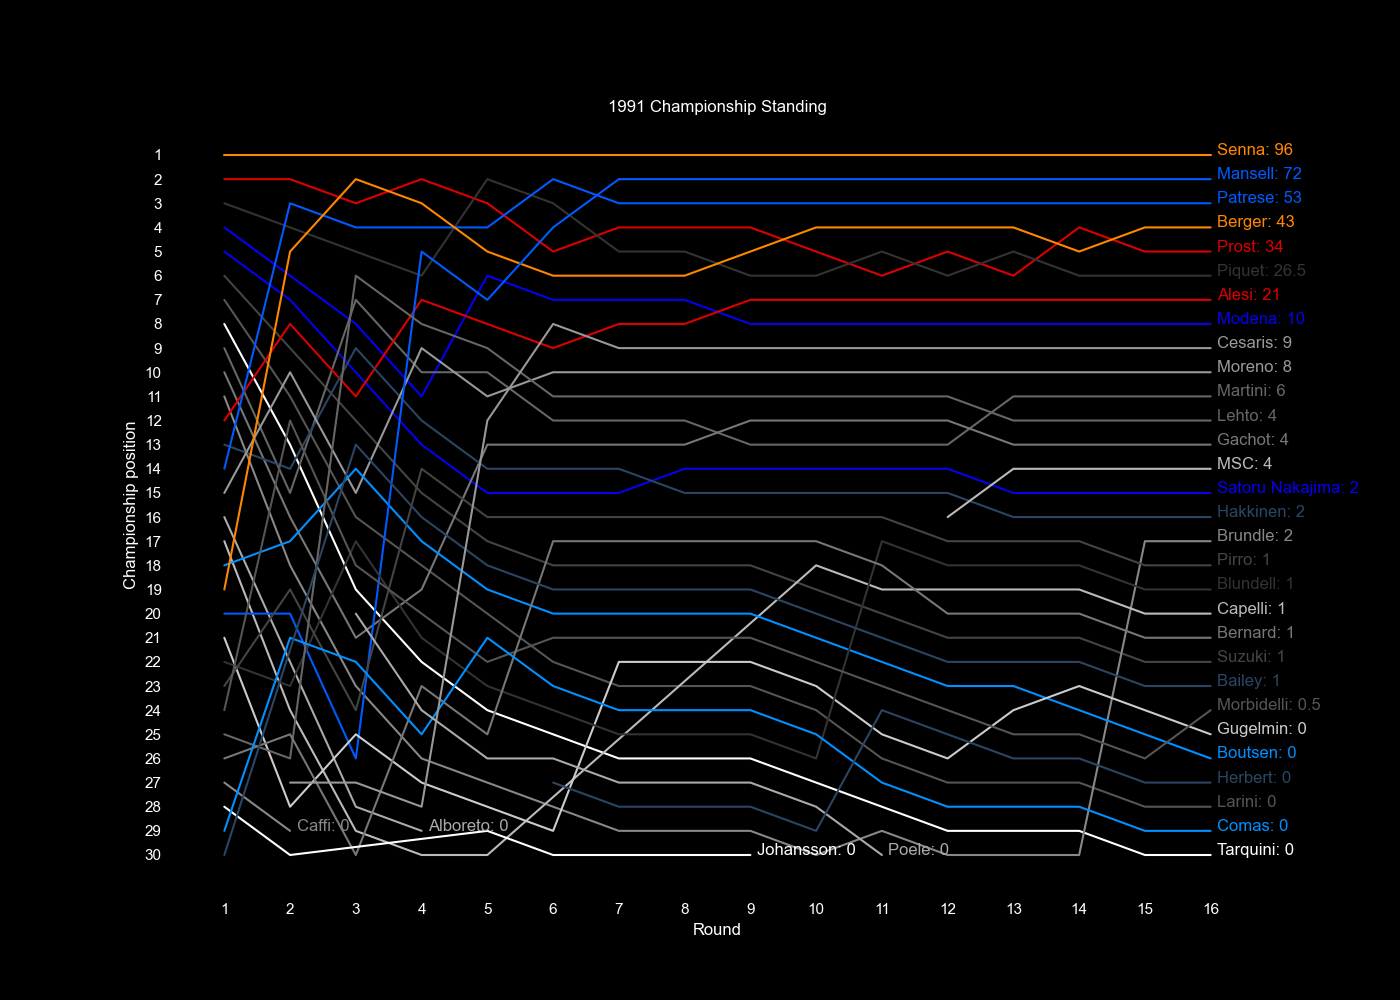 1991 Championship Standing
Championship position
1
2
3
4
5
6
7
8
9
10
11
12
13
14
15
16
17
18
19
20
21
22
23
24
25
26
27
28
29
30
Senna: 96
Mansell: 72
Patrese: 53
Berger: 43
Prost: 34
Piquet: 26.5
Alesi: 21
Modena: 10
Cesaris: 9
Moreno: 8
Martini: 6
Lehto: 4
Gachot: 4
MSC: 4
Satoru Nakajima: 2
Hakkinen: 2
Brundle: 2
Pirro: 1
Blundell: 1
Capelli: 1
Bernard: 1
Suzuki: 1
Bailey: 1
Morbidelli: 0.5
Gugelmin: 0
Boutsen: 0
Herbert: 0
Larini: 0
Comas: 0
Tarquini: 0
Caffi: 0
Alboreto: 0
Johansson: 0
Poele: 0
1 2 3 4 5 6 7 8 9 10 11 12 13 14 15 16
Round